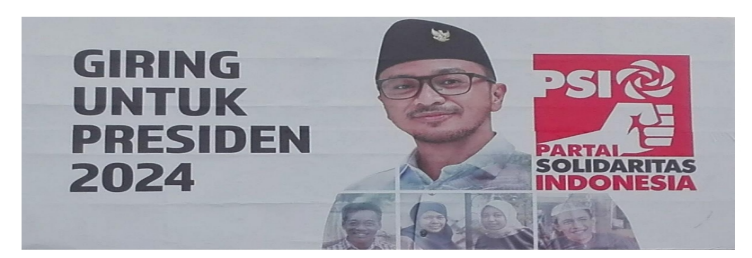 GIRING
UNTUK
PRESIDEN
2024
PSI
PARTAI
SOLIDARITAS
INDONESIA